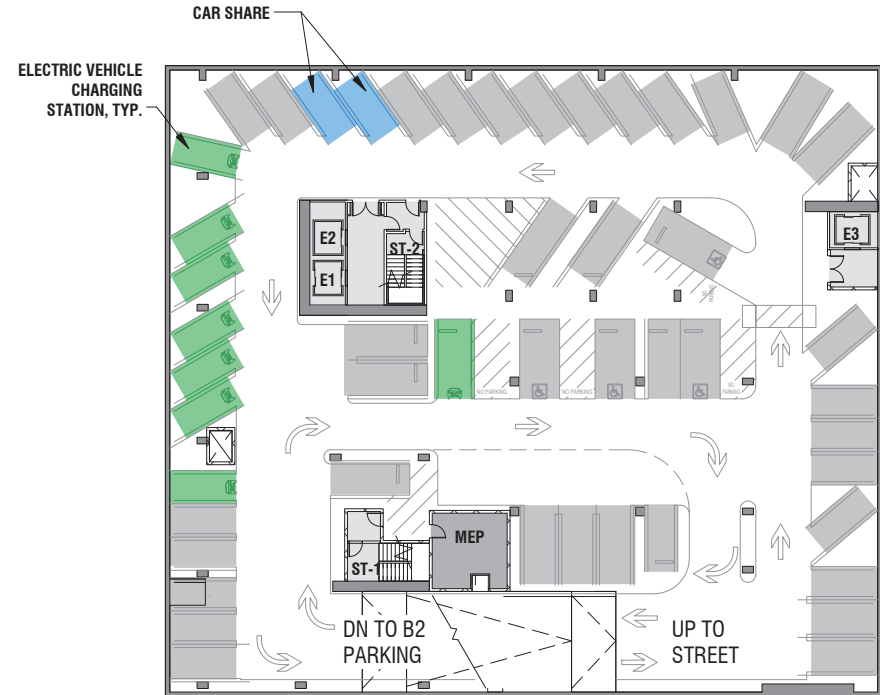 CAR SHARE
ELECTRIC VEHICLE
CHARGING
STATION, TYP.
E2
ST-2
E3
E1
NO
PARKING
NO PARKING
NO PARKING
NO
PARKING
MEP
ST-1
DN TO B2
PARKING
UP TO
STREET